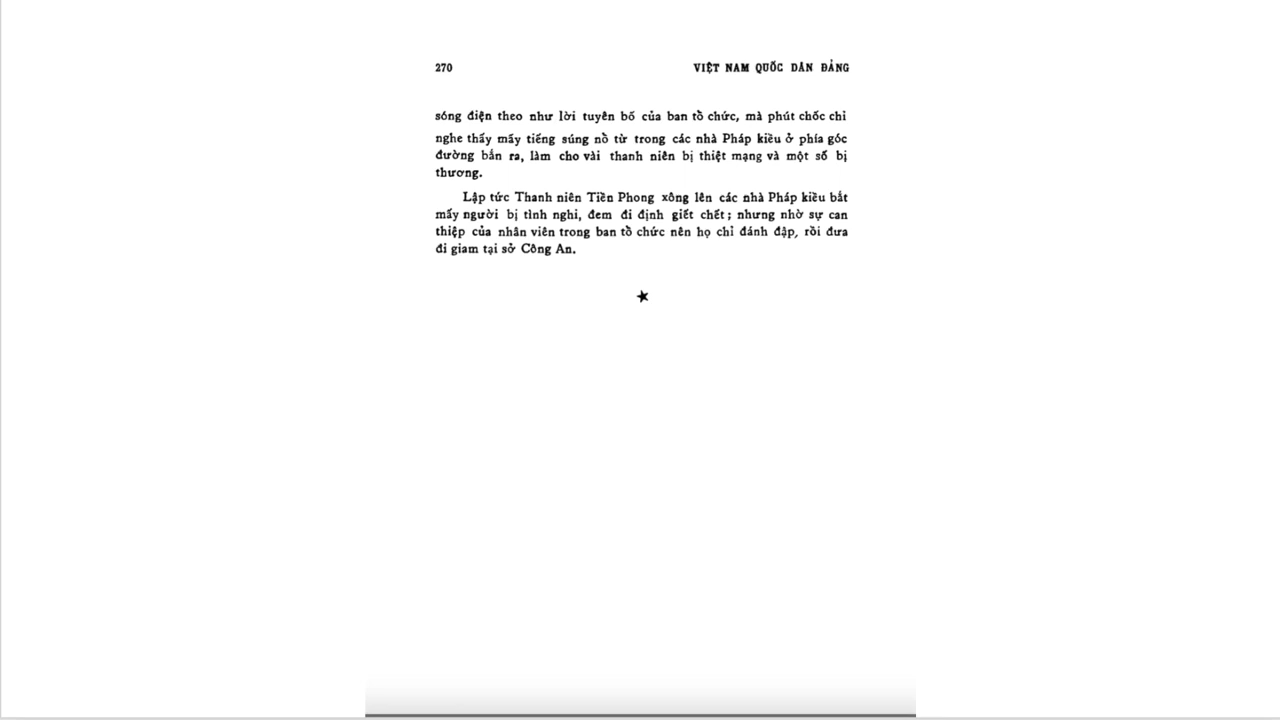 270 VIỆT NAM QUỐC DÂN ĐẢNG
sóng điện theo như lời tuyên bố của ban tổ chức, mà phút chốc chỉ
nghe thấy mấy tiếng súng nổ từ trong các nhà Pháp kiều ở phía góc
đường bắn ra, làm cho vài thanh niên bị thiệt mạng và một số bị
thương.
Lập tức Thanh niên Tiền Phong xông lên các nhà Pháp kiều bắt
mấy người bị tình nghi, đem đi định giết chết ; nhưng nhờ sự can
thiệp của nhân viên trong ban tổ chức nên họ chỉ đánh đập, rồi đưa
đi giam tại sở Công An.